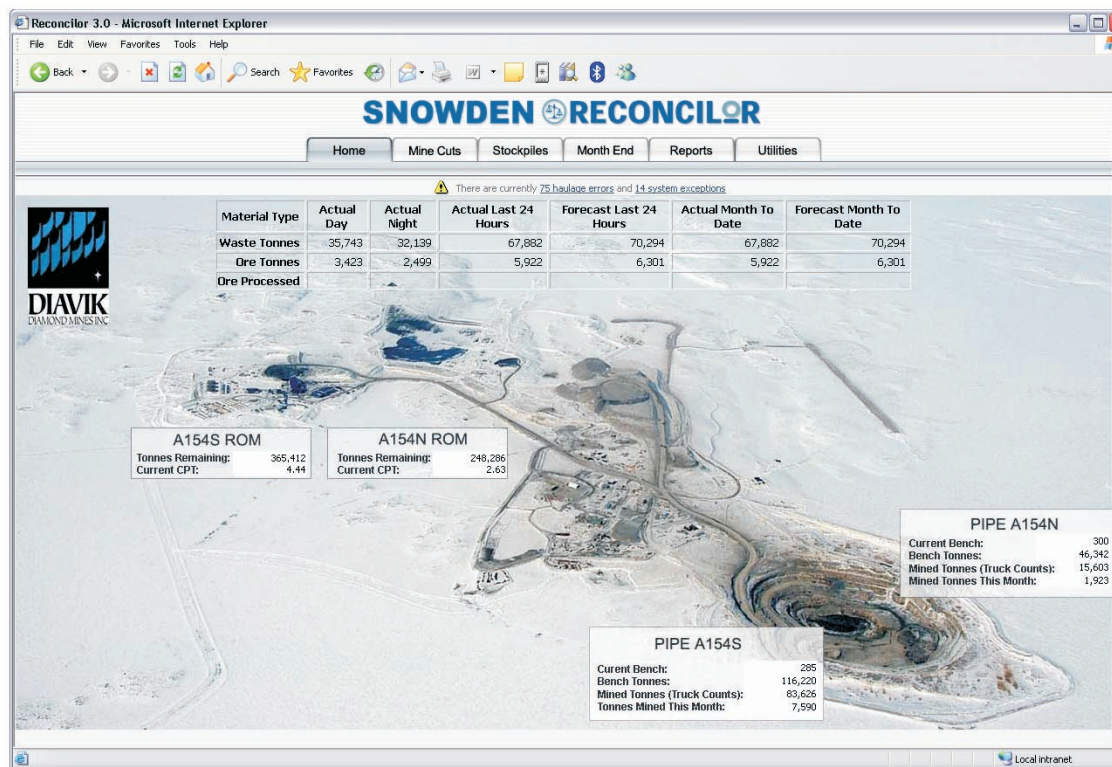 Reconcilor 3.0 - Microsoft Internet Explorer
File Edit View Favorites Tools Help
Back Search Favorites
SNOWDEN RECONCILOR
Home Mine Cuts Stockpiles Month End Reports Utilities
There are currently 75 haulage errors and 14 system exceptions
Material Type Actual Day Actual Night Actual Last 24 Hours Forecast Last 24 Hours Actual Month To Date Forecast Month To Date
Waste Tonnes 35,743 32,139 67,882 70,294 67,882 70,294
Ore Tonnes 3,423 2,499 5,922 6,301 5,922 6,301
Ore Processed
DIAVIK
DIAMOND MINES INC
A154S ROM
Tonnes Remaining: 365,412
Current CPT: 4.44
A154N ROM
Tonnes Remaining: 248,286
Current CPT: 2.63
PIPE A154N
Current Bench: 300
Bench Tonnes: 46,342
Mined Tonnes (Truck Counts): 15,603
Mined Tonnes This Month: 1,923
PIPE A154S
Curent Bench: 285
Bench Tonnes: 116,220
Mined Tonnes (Truck Counts): 83,626
Tonnes Mined This Month: 7,590
Local intranet